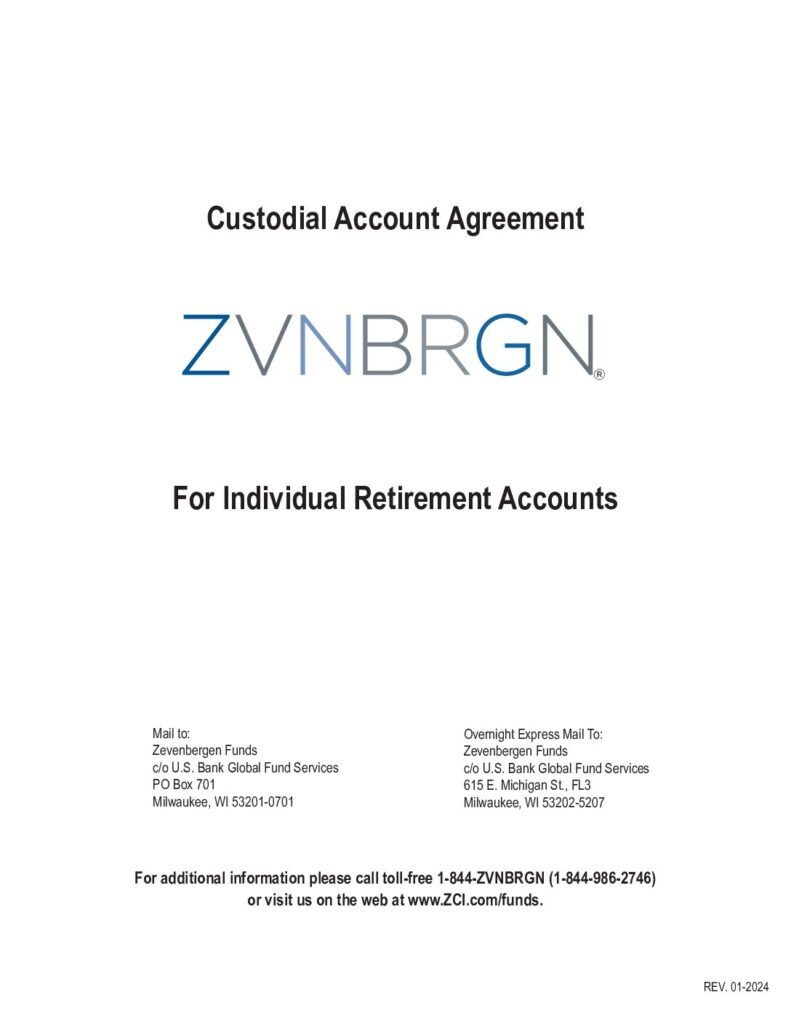 Custodial Account Agreement
ZVNBRGN®
For Individual Retirement Accounts
Mail to:
Zevenbergen Funds
c/o U.S. Bank Global Fund Services
PO Box 701
Milwaukee, WI 53201-0701
Overnight Express Mail To:
Zevenbergen Funds
c/o U.S. Bank Global Fund Services
615 E. Michigan St., FL3
Milwaukee, WI 53202-5207
For additional information please call toll-free 1-844-ZVNBRGN (1-844-986-2746)
or visit us on the web at www.ZCI.com/funds.
REV. 01-2024